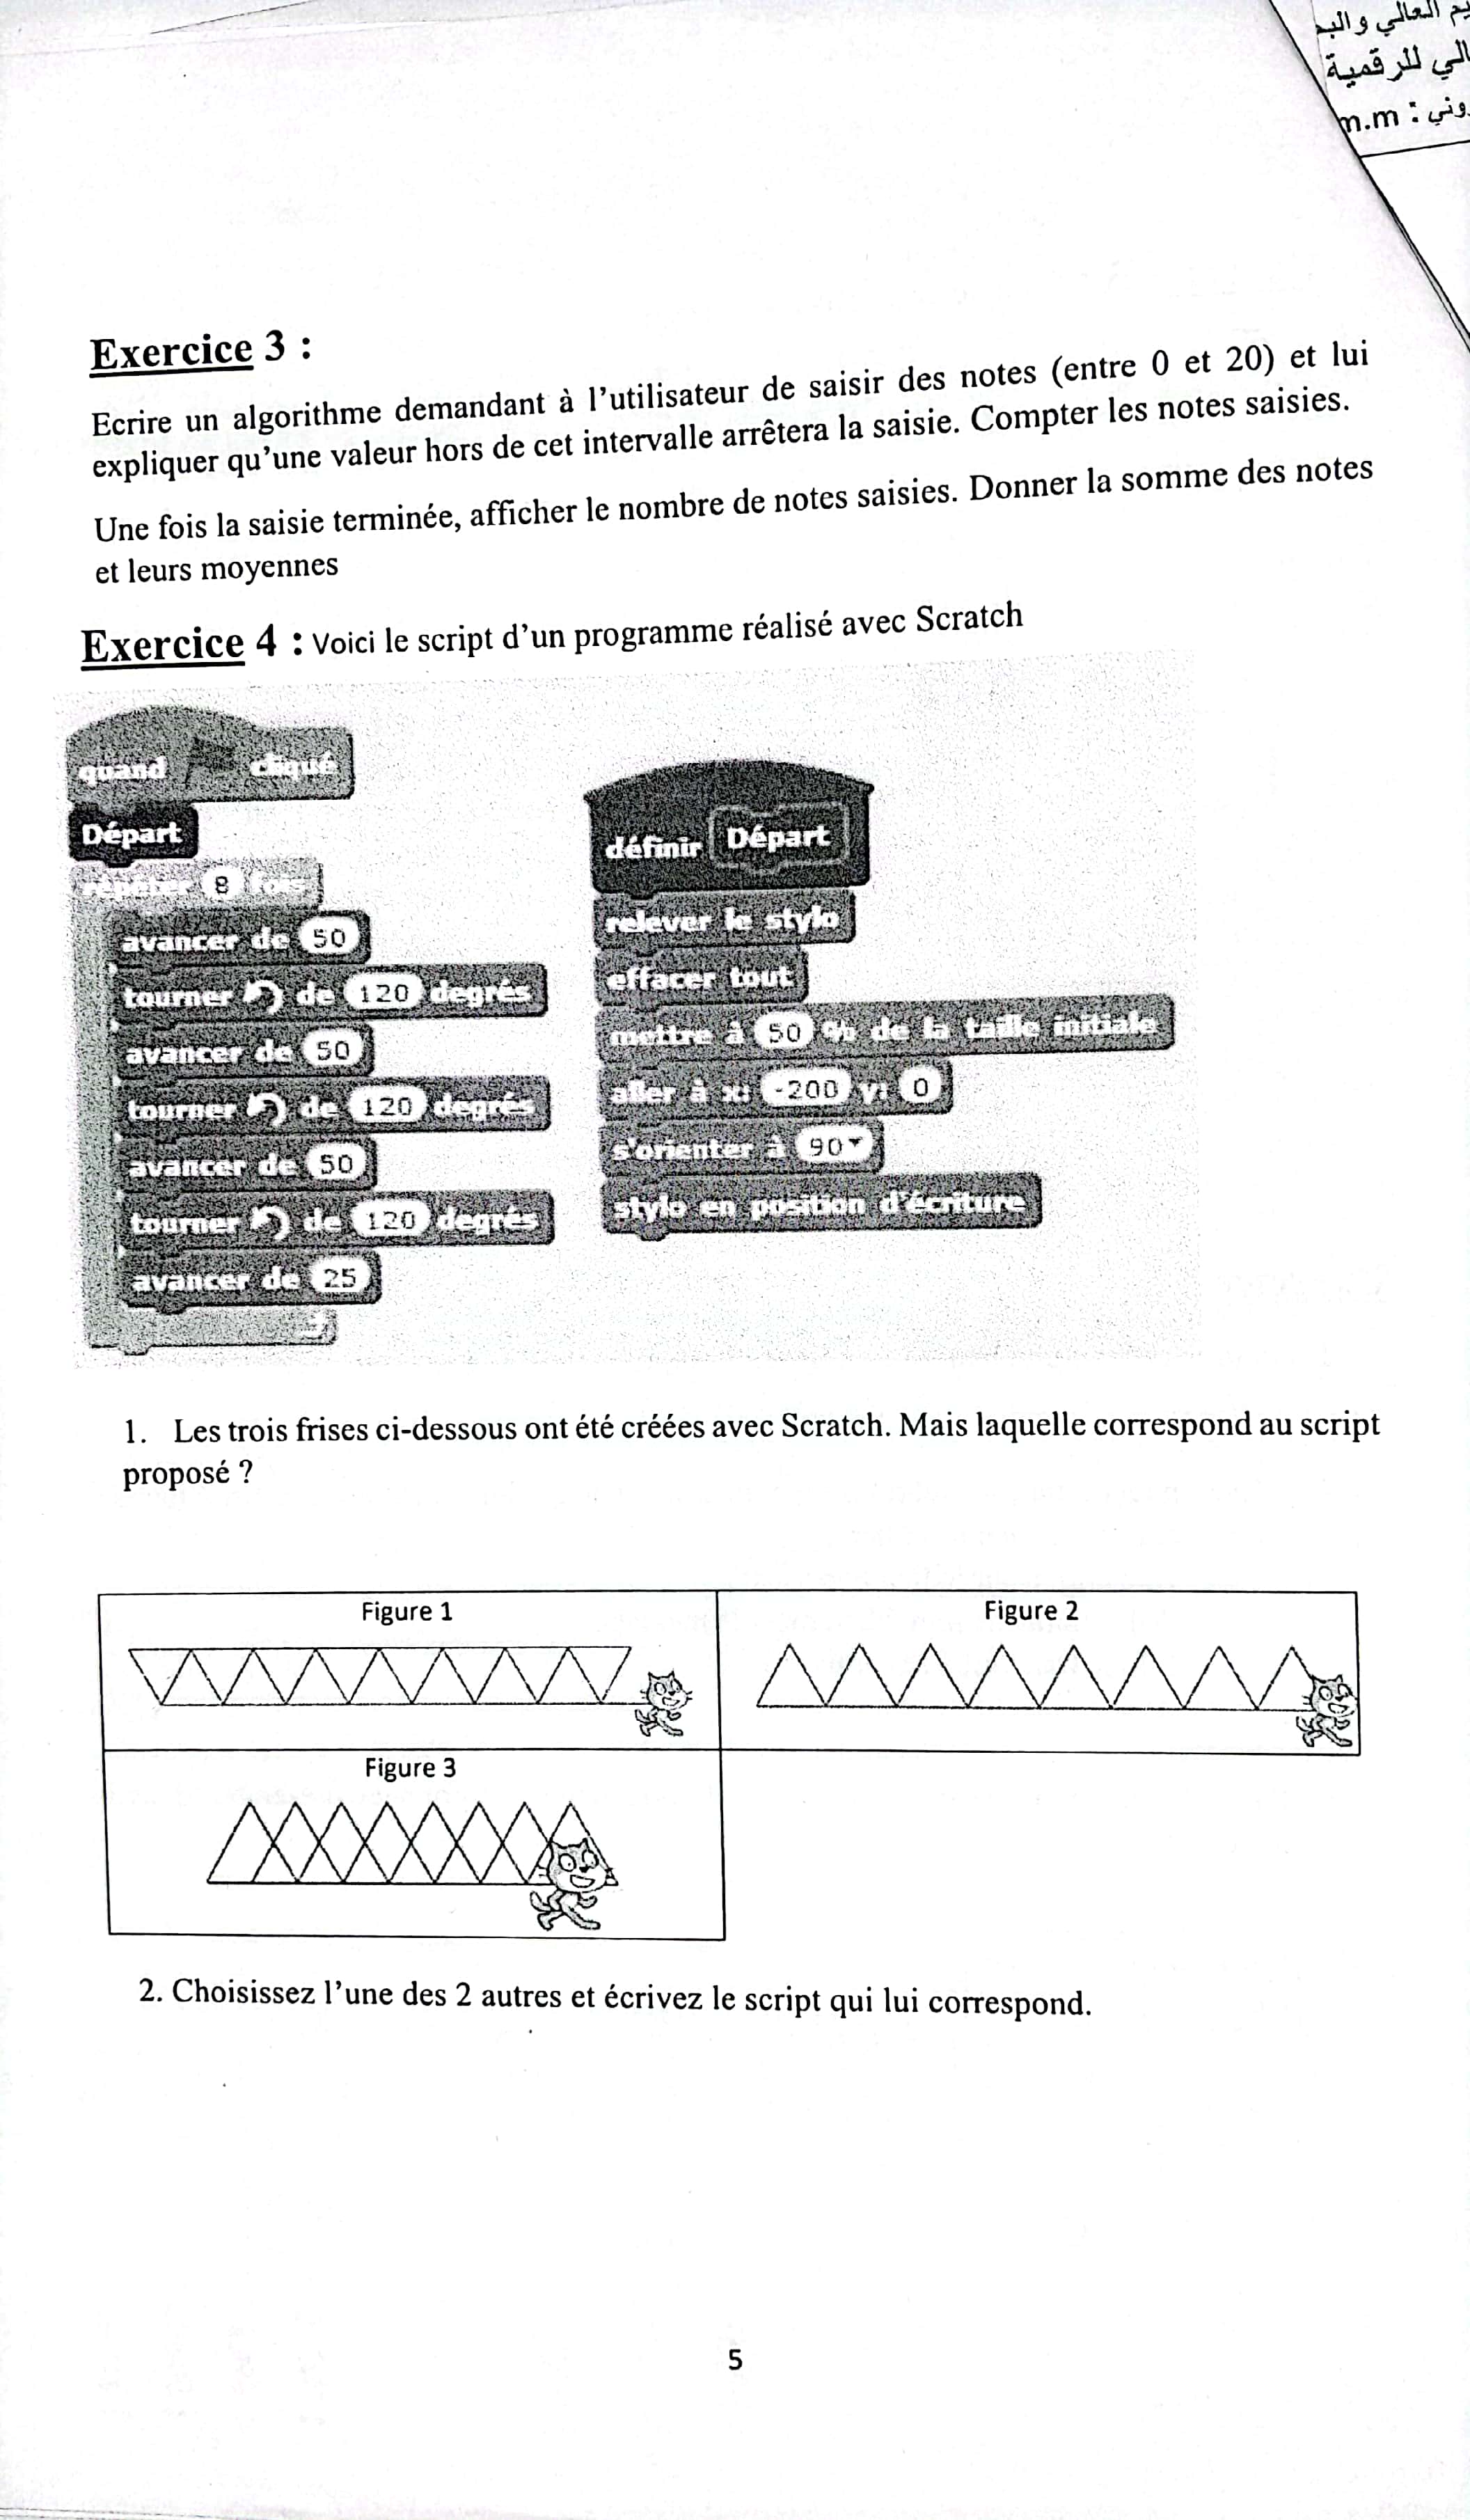 العالي و
الي للرقمية
وني : m.m
Exercice 3 :
Ecrire un algorithme demandant à l'utilisateur de saisir des notes (entre 0 et 20) et lui
expliquer qu'une valeur hors de cet intervalle arrêtera la saisie. Compter les notes saisies.
Une fois la saisie terminée, afficher le nombre de notes saisies. Donner la somme des notes
et leurs moyennes
Exercice 4 : Voici le script d'un programme réalisé avec Scratch
quand cliqué
Départ
répéter 8 fois
avancer de 50
tourner de 120 degrés
avancer de 50
tourner de 120 degrés
avancer de 50
tourner de 120 degrés
avancer de 25
définir Départ
relever le stylo
effacer tout
mettre à 50 % de la taille initiale
aller à x: -200 y: 0
s'orienter à 90
stylo en position d'écriture
1. Les trois frises ci-dessous ont été créées avec Scratch. Mais laquelle correspond au script
proposé ?
Figure 1
Figure 2
Figure 3
2. Choisissez l'une des 2 autres et écrivez le script qui lui correspond.
5